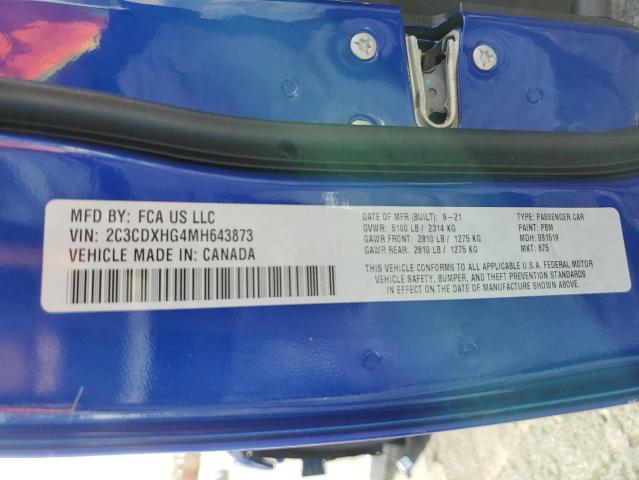 MFD BY: FCA US LLC
VIN: 2C3CDXHG4MH643873
VEHICLE MADE IN: CANADA
DATE OF MFR (BUILT): 9-21
GVWR: 5100 LB / 2314 KG
GAWR FRONT: 2810 LB / 1275 KG
GAWR REAR: 2810 LB / 1275 KG
TYPE: PASSENGER CAR
PAINT: PBM
MDH: 091519
MKT: 875
THIS VEHICLE CONFORMS TO ALL APPLICABLE U.S.A. FEDERAL MOTOR
VEHICLE SAFETY, BUMPER, AND THEFT PREVENTION STANDARDS
IN EFFECT ON THE DATE OF MANUFACTURE SHOWN ABOVE.